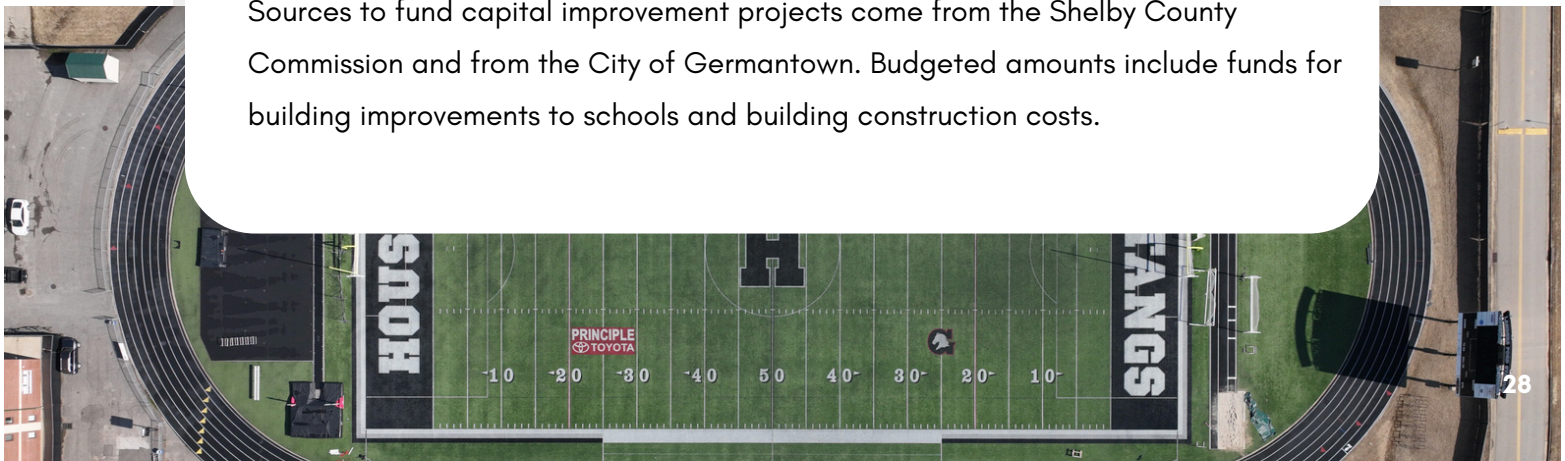 Sources to fund capital improvement projects come from the Shelby County
Commission and from the City of Germantown. Budgeted amounts include funds for
building improvements to schools and building construction costs.
HOUS
H
TANGS
PRINCIPLE
TOYOTA
G
10 20 30 40 50 40 30 20 10
28